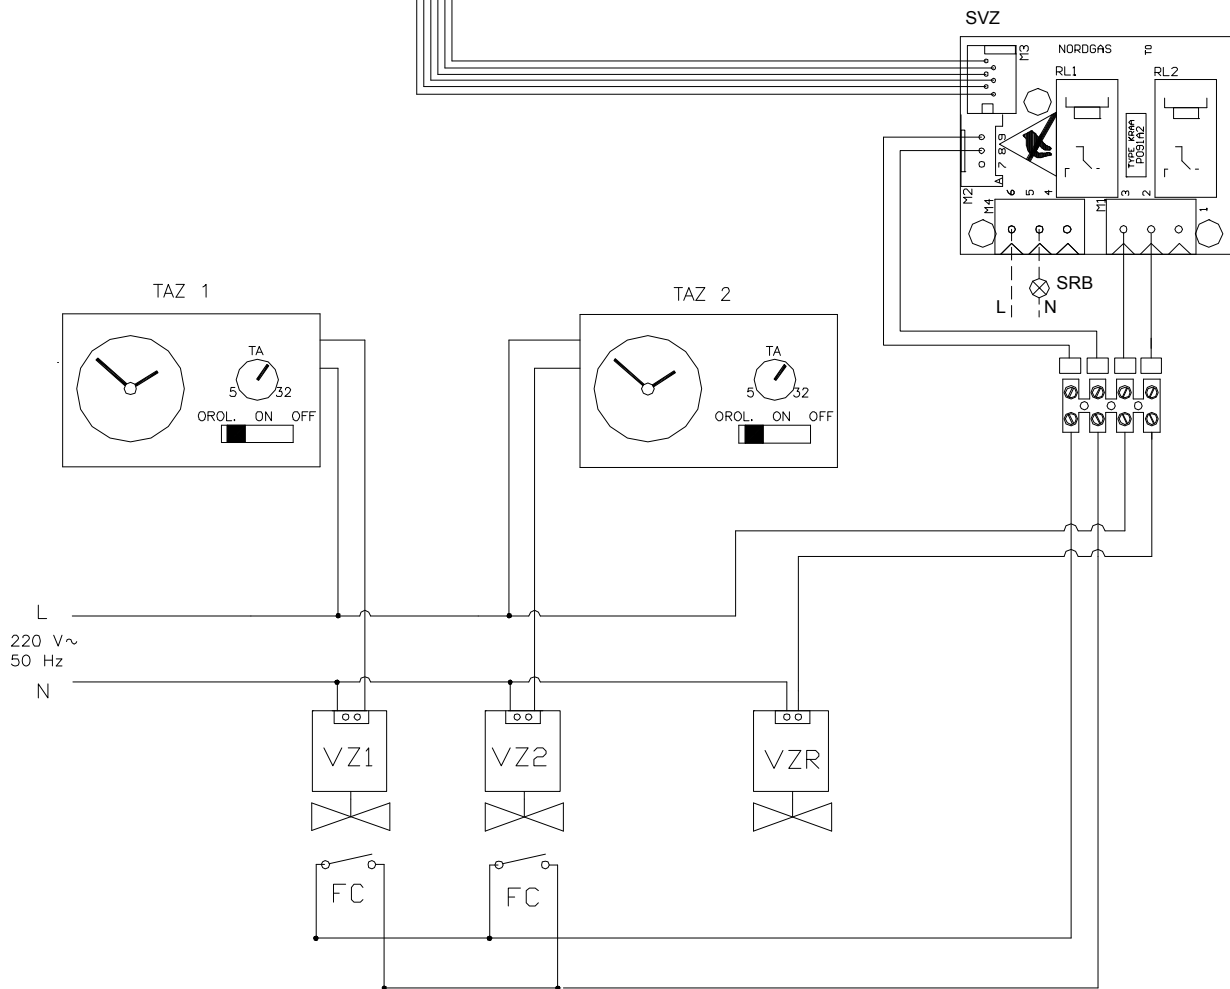 SVZ
NORDGAS
T0
M3
RL1
RL2
TYPE KRAA
P091A2
9
8
7
A
M2
M4
6
5
4
M1
3
2
1
L
N
SRB
TAZ 1
TA
5
32
OROL. ON OFF
TAZ 2
TA
5
32
OROL. ON OFF
L
220 V~
50 Hz
N
VZ1
VZ2
VZR
FC
FC